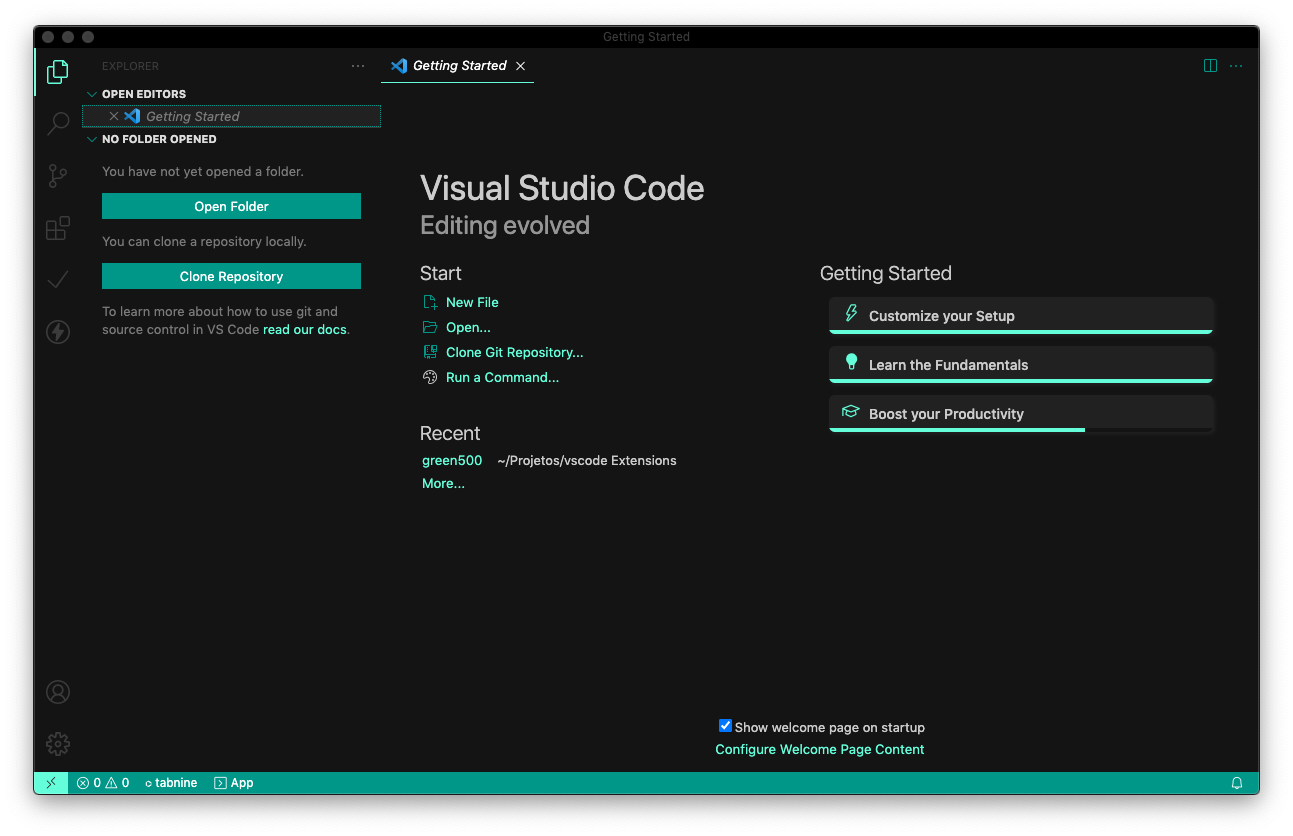 Getting Started
EXPLORER
Getting Started
OPEN EDITORS
Getting Started
NO FOLDER OPENED
You have not yet opened a folder.
Open Folder
You can clone a repository locally.
Clone Repository
To learn more about how to use git and
source control in VS Code read our docs.
Visual Studio Code
Editing evolved
Start
New File
Open...
Clone Git Repository...
Run a Command...
Recent
green500 ~/Projetos/vscode Extensions
More...
Getting Started
Customize your Setup
Learn the Fundamentals
Boost your Productivity
Show welcome page on startup
Configure Welcome Page Content
0 0 tabnine App